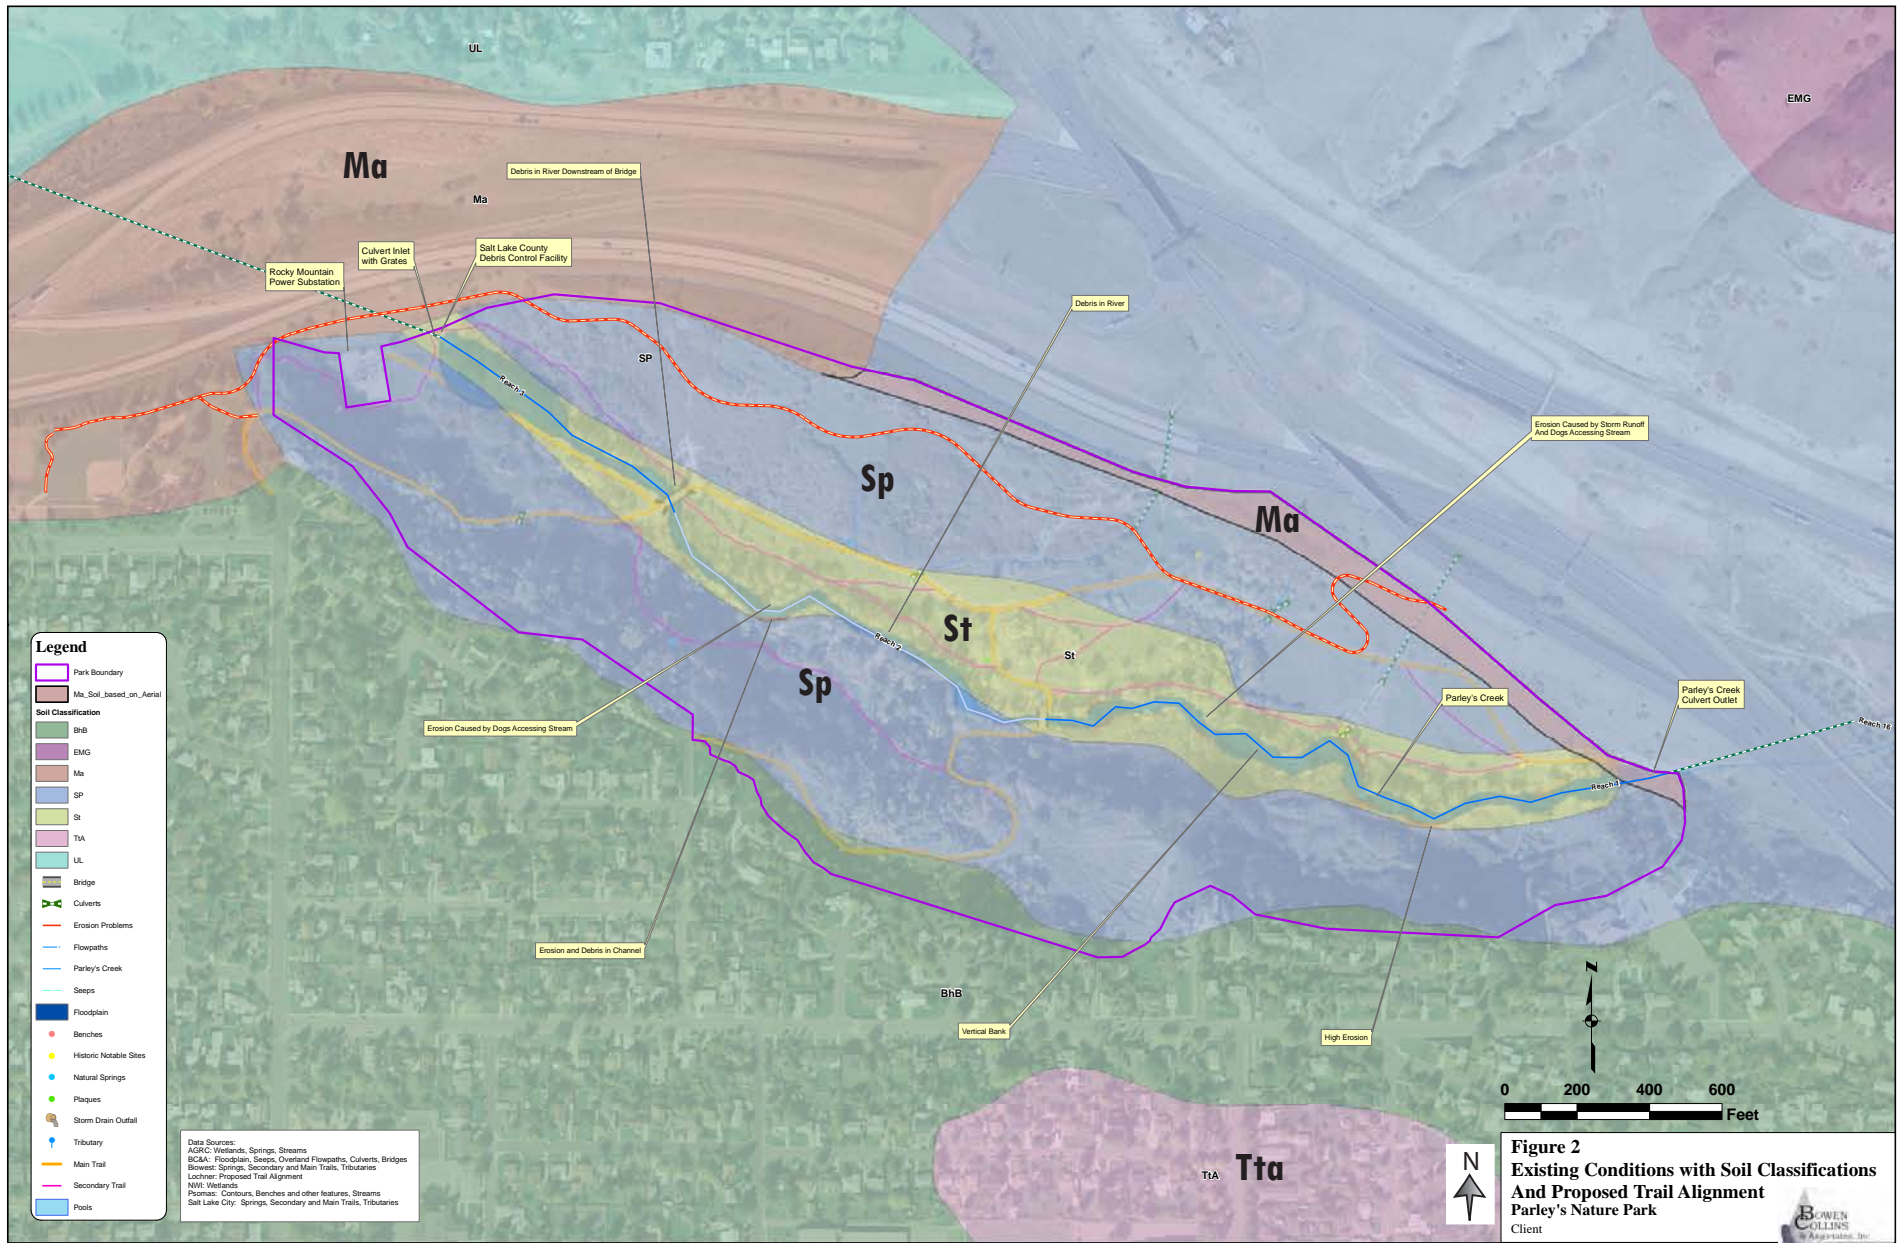 UL
EMG
Ma
Ma
Debris in River Downstream of Bridge
Culvert Inlet
with Grates
Salt Lake County
Debris Control Facility
Rocky Mountain
Power Substation
Debris in River
SP
Reach 3
Erosion Caused by Storm Runoff
And Dogs Accessing Stream
Sp
Ma
St
Reach 2
St
Sp
Parley's Creek
Parley's Creek
Culvert Outlet
Reach 16
Reach 1
Erosion Caused by Dogs Accessing Stream
Erosion and Debris in Channel
BhB
Vertical Bank
High Erosion
TtA
Tta
Legend
Park Boundary
Ma_Soil_based_on_Aerial
Soil Classification
BhB
EMG
Ma
SP
St
TtA
UL
Bridge
Culverts
Erosion Problems
Flowpaths
Parley's Creek
Seeps
Floodplain
Benches
Historic Notable Sites
Natural Springs
Plaques
Storm Drain Outfall
Tributary
Main Trail
Secondary Trail
Pools
Data Sources:
AGRC: Wetlands, Springs, Streams
BC&A: Floodplain, Seeps, Overland Flowpaths, Culverts, Bridges
Biowest: Springs, Secondary and Main Trails, Tributaries
Lochner: Proposed Trail Alignment
NWI: Wetlands
Psomas: Contours, Benches and other features, Streams
Salt Lake City: Springs, Secondary and Main Trails, Tributaries
N
0 200 400 600
Feet
N
Figure 2
Existing Conditions with Soil Classifications
And Proposed Trail Alignment
Parley's Nature Park
Client
BOWEN
COLLINS
& Associates, Inc.